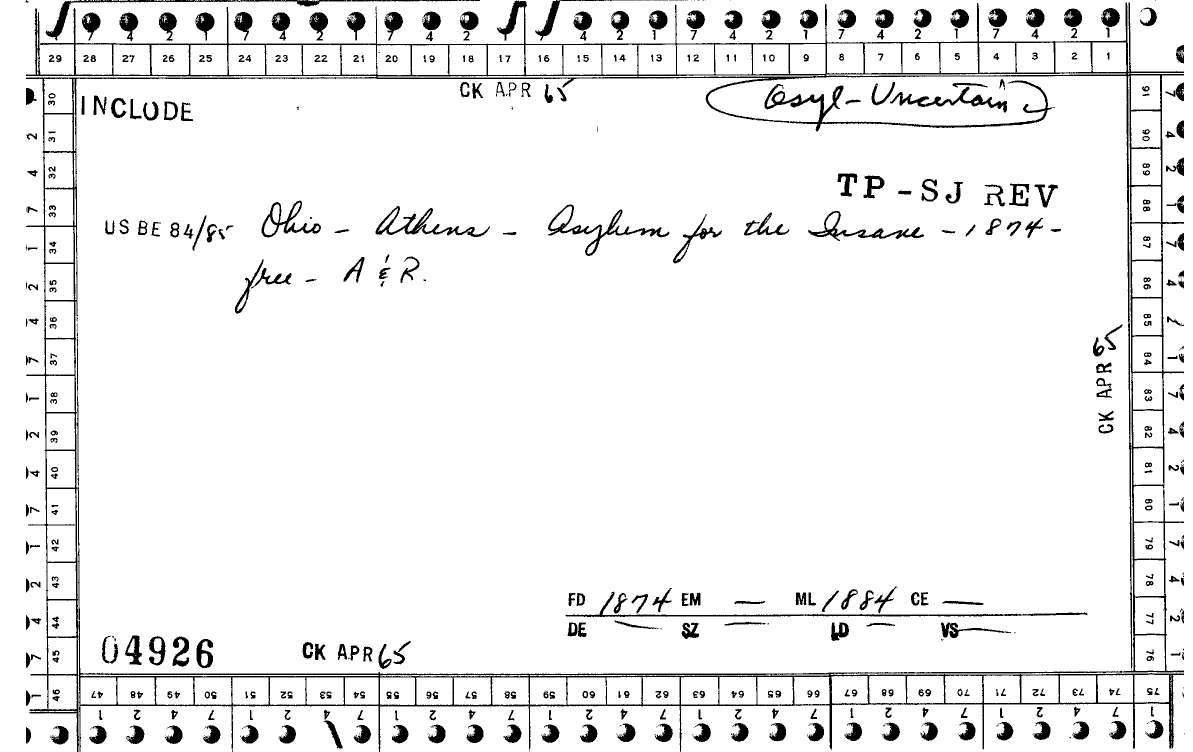 7 4 2 1 7 4 2 1 7 4 2 1 7 4 2 1 7 4 2 1 7 4 2 1 7 4 2 1
29 28 27 26 25 24 23 22 21 20 19 18 17 16 15 14 13 12 11 10 9 8 7 6 5 4 3 2 1
CK APR 65
INCLUDE
Asyl-Uncertain
TP-SJ REV
US BE 84/85 Ohio - Athens - Asylum for the Insane - 1874 -
free - A & R.
CK APR 65
FD 1874 EM — ML 1884 CE —
DE — SZ — LD — VS —
04926 CK APR 65
30 31 32 33 34 35 36 37 38 39 40 41 42 43 44 45 46
91 90 89 88 87 86 85 84 83 82 81 80 79 78 77 76
47 48 49 50 51 52 53 54 55 56 57 58 59 60 61 62 63 64 65 66 67 68 69 70 71 72 73 74 75
1 2 4 7 1 2 4 7 1 2 4 7 1 2 4 7 1 2 4 7 1 2 4 7 1 2 4 7 1